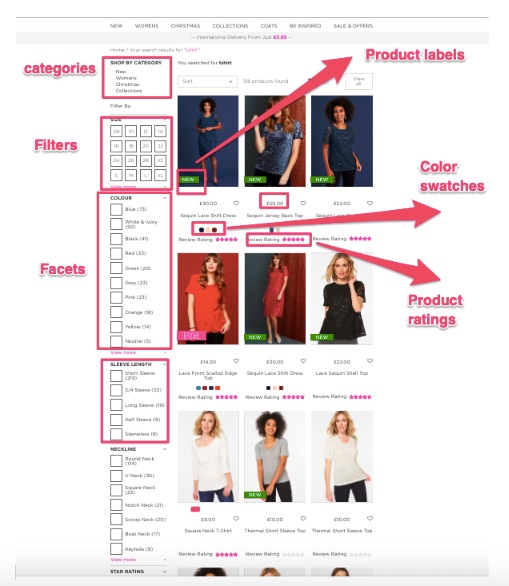 NEW WOMENS CHRISTMAS COLLECTIONS COATS BE INSPIRED SALE & OFFERS
— International Delivery From Just £3.95 —
Home / Your search results for "tshirt"
SHOP BY CATEGORY
New
Womens
Christmas
Collections
Filter By
SIZE
08 10 12 14
16 18 20 22
24 26 28 XS
S M L XL
View more
COLOUR
Blue (73)
White & Ivory
(50)
Black (41)
Red (33)
Green (29)
Grey (23)
Pink (23)
Orange (18)
Yellow (14)
Neutral (5)
View more
SLEEVE LENGTH
Short Sleeve
(219)
3/4 Sleeve (53)
Long Sleeve (19)
Half Sleeve (9)
Sleeveless (8)
NECKLINE
Round Neck
(174)
V-Neck (36)
Square Neck
(23)
Notch Neck (21)
Scoop Neck (20)
Boat Neck (17)
Keyhole (9)
View more
STAR RATING
You searched for tshirt
Sort
318 products found
View
all
NEW
NEW
NEW
£30.00
£22.00
£22.00
Sequin Lace Shift Dress
Sequin Jersey Back Top
Review Rating
Review Rating
Review Rating
NEW
NEW
£14.00
£30.00
£22.00
Lace Front Scallop Edge
Top
Sequin Lace Shift Dress
Lace Sequin Shell Top
Review Rating
Review Rating
Review Rating
NEW
£8.00
£10.00
£10.00
Square Neck T-Shirt
Thermal Short Sleeve Top
Thermal Short Sleeve Top
Review Rating
Review Rating
Review Rating
categories
Filters
Facets
Product labels
Color
swatches
Product
ratings